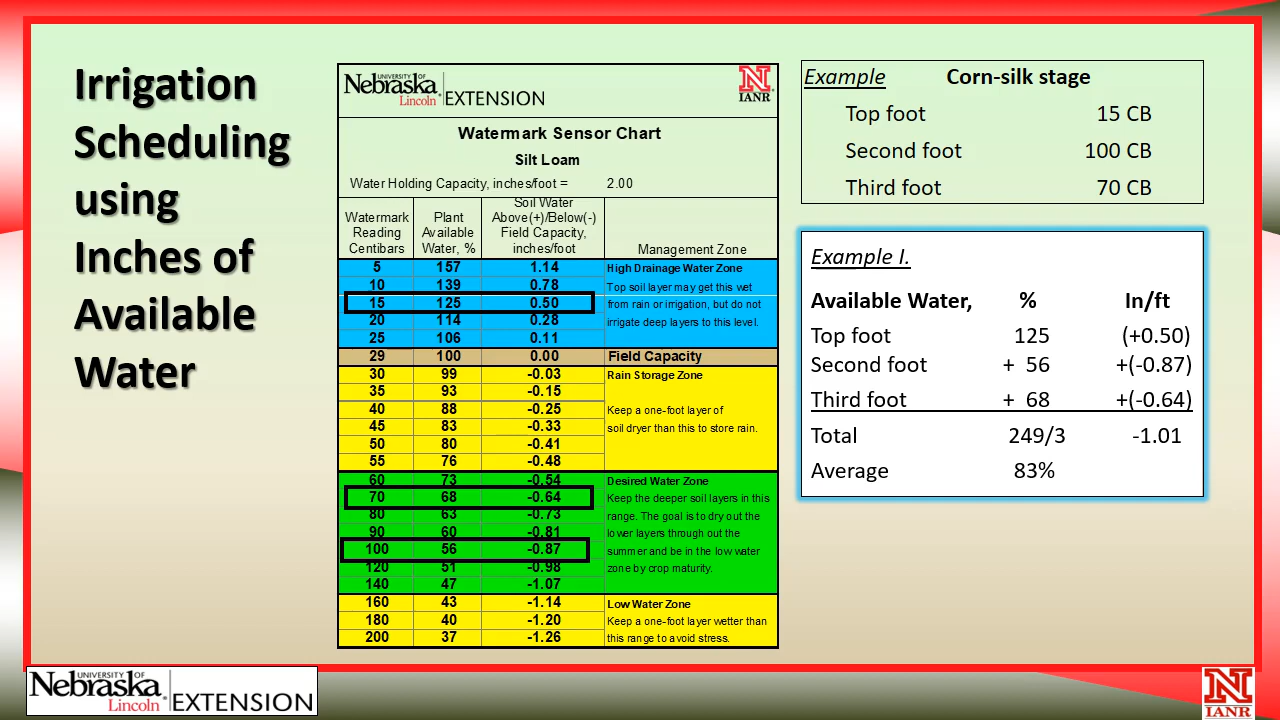 Irrigation
Scheduling
using
Inches of
Available
Water
UNIVERSITY OF
Nebraska
Lincoln
EXTENSION
N
IANR
Watermark Sensor Chart
Silt Loam
Water Holding Capacity, inches/foot = 2.00
Watermark Reading Centibars
Plant Available Water, %
Soil Water Above(+)/Below(-) Field Capacity, inches/foot
Management Zone
5 157 1.14 High Drainage Water Zone
10 139 0.78 Top soil layer may get this wet
15 125 0.50 from rain or irrigation, but do not
20 114 0.28 irrigate deep layers to this level.
25 106 0.11
29 100 0.00 Field Capacity
30 99 -0.03 Rain Storage Zone
35 93 -0.15
40 88 -0.25 Keep a one-foot layer of
45 83 -0.33 soil dryer than this to store rain.
50 80 -0.41
55 76 -0.48
60 73 -0.54 Desired Water Zone
70 68 -0.64 Keep the deeper soil layers in this
80 63 -0.73 range. The goal is to dry out the
90 60 -0.81 lower layers through out the
100 56 -0.87 summer and be in the low water
120 51 -0.98 zone by crop maturity.
140 47 -1.07
160 43 -1.14 Low Water Zone
180 40 -1.20 Keep a one-foot layer wetter than
200 37 -1.26 this range to avoid stress.
Example Corn-silk stage
Top foot 15 CB
Second foot 100 CB
Third foot 70 CB
Example I.
Available Water, % In/ft
Top foot 125 (+0.50)
Second foot + 56 +(-0.87)
Third foot + 68 +(-0.64)
Total 249/3 -1.01
Average 83%
UNIVERSITY OF
Nebraska
Lincoln
EXTENSION
N
IANR